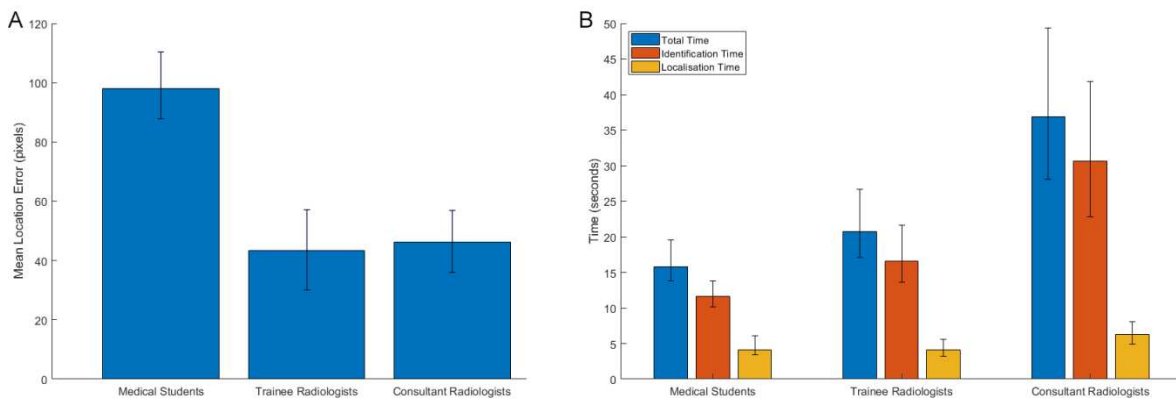 A
Mean Location Error (pixels)
120
100
80
60
40
20
0
Medical Students
Trainee Radiologists
Consultant Radiologists
B
Time (seconds)
50
45
40
35
30
25
20
15
10
5
0
Total Time
Identification Time
Localisation Time
Medical Students
Trainee Radiologists
Consultant Radiologists